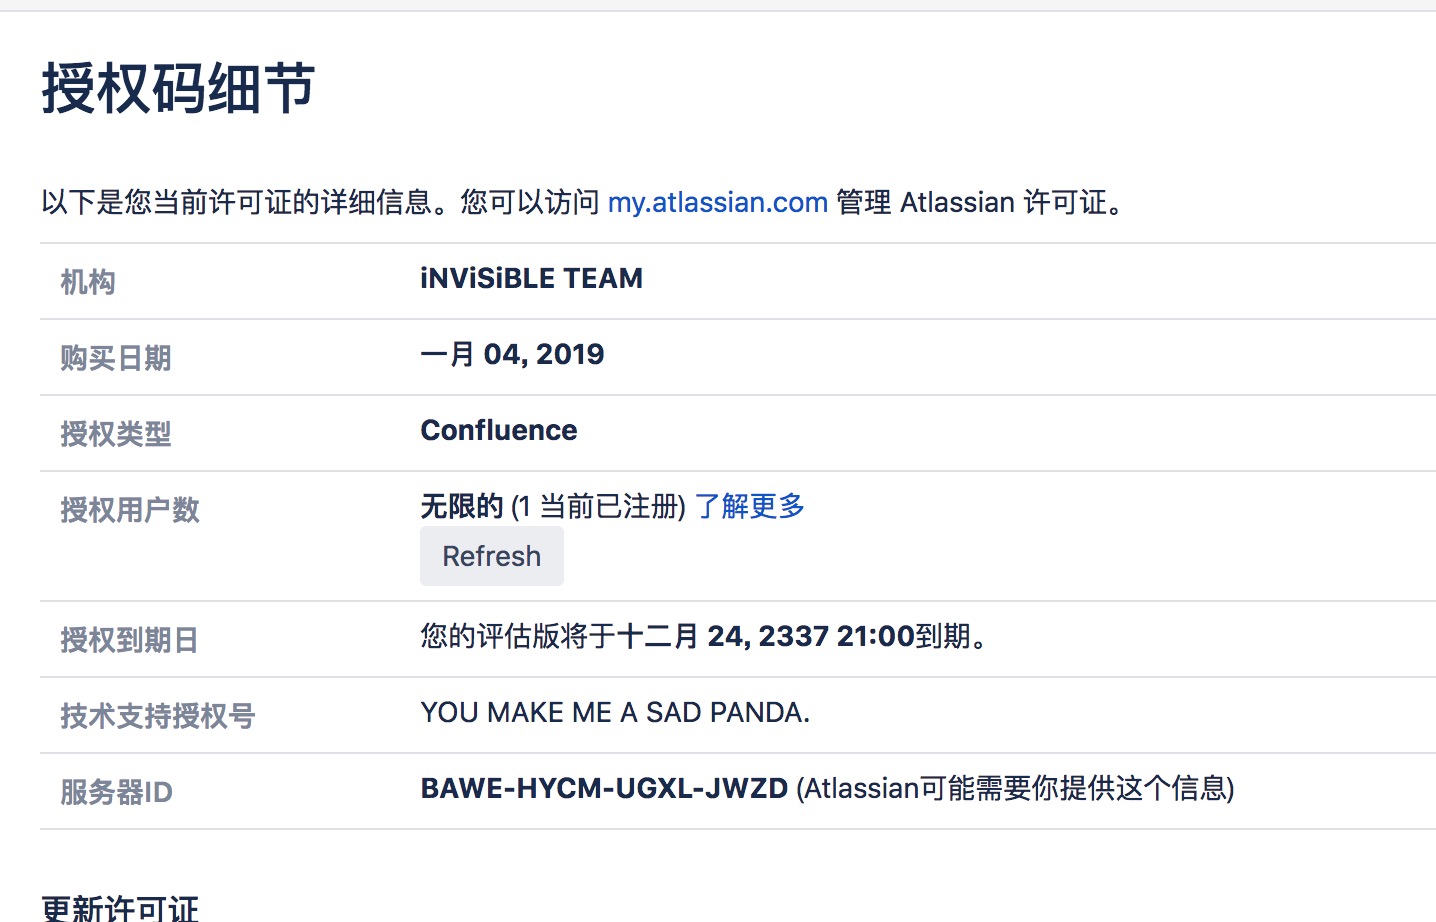 授权码细节
以下是您当前许可证的详细信息。您可以访问 my.atlassian.com 管理 Atlassian 许可证。
机构 iNViSiBLE TEAM
购买日期 一月 04, 2019
授权类型 Confluence
授权用户数 无限的 (1 当前已注册) 了解更多
Refresh
授权到期日 您的评估版将于十二月 24, 2337 21:00到期。
技术支持授权号 YOU MAKE ME A SAD PANDA.
服务器ID BAWE-HYCM-UGXL-JWZD (Atlassian可能需要你提供这个信息)
更新许可证